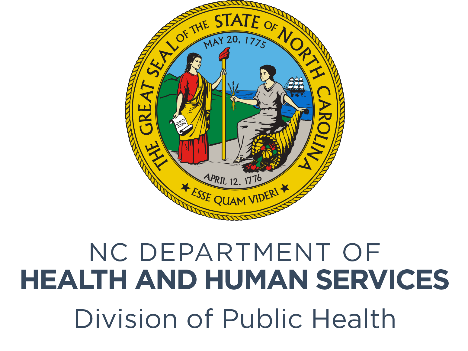 THE GREAT SEAL OF THE STATE OF NORTH CAROLINA
MAY 20, 1775
APRIL 12, 1776
★ ESSE QUAM VIDERI ★
NC DEPARTMENT OF
HEALTH AND HUMAN SERVICES
Division of Public Health